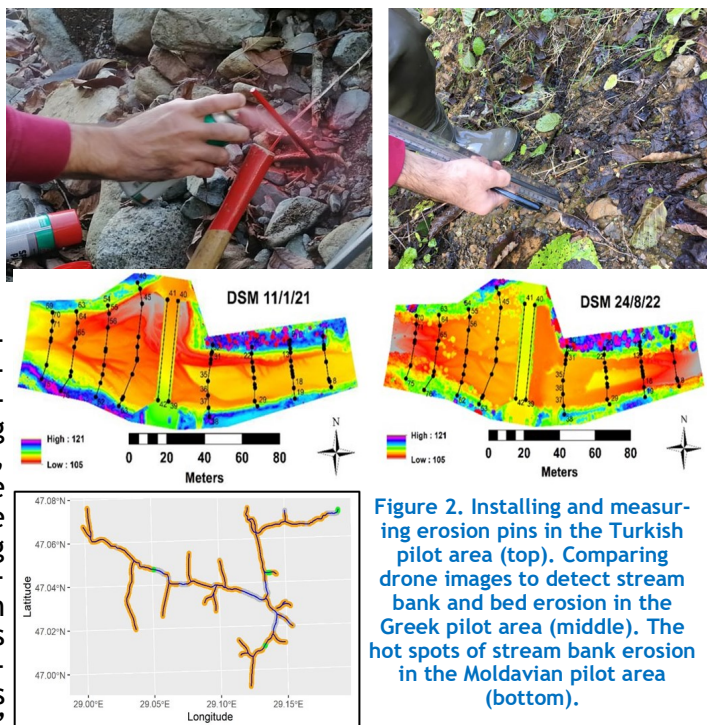 DSM 11/1/21
DSM 24/8/22
High : 121
Low : 105
0 20 40 60 80
Meters
N
High : 121
Low : 105
0 20 40 60 80
Meters
N
47.08°N
47.06°N
47.04°N
47.02°N
47.00°N
Latitude
29.00°E 29.05°E 29.10°E 29.15°E
Longitude
Figure 2. Installing and measur-
ing erosion pins in the Turkish
pilot area (top). Comparing
drone images to detect stream
bank and bed erosion in the
Greek pilot area (middle). The
hot spots of stream bank erosion
in the Moldavian pilot area
(bottom).